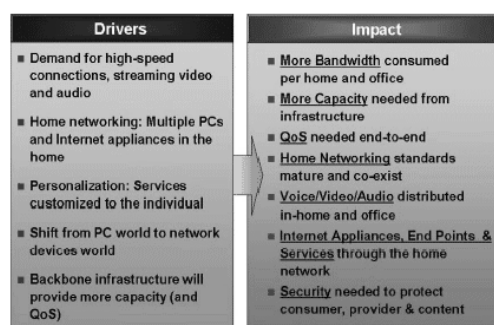 Drivers
Demand for high-speed
connections, streaming video
and audio
Home networking: Multiple PCs
and Internet appliances in the
home
Personalization: Services
customized to the individual
Shift from PC world to network
devices world
Backbone infrastructure will
provide more capacity (and
QoS)
Impact
More Bandwidth consumed
per home and office
More Capacity needed from
infrastructure
QoS needed end-to-end
Home Networking standards
mature and co-exist
Voice/Video/Audio distributed
in-home and office
Internet Appliances, End Points &
Services through the home
network
Security needed to protect
consumer, provider & content